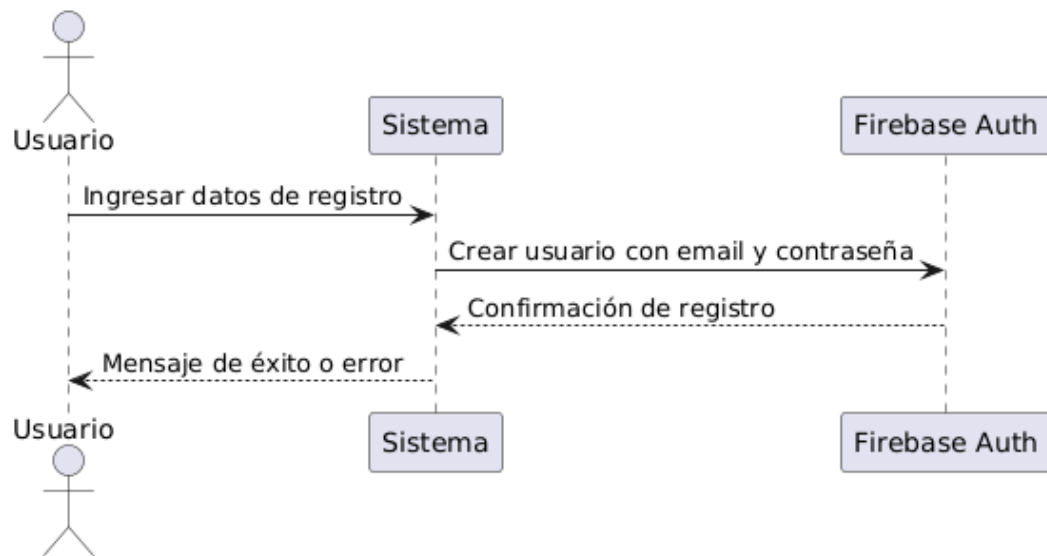 Usuario
Sistema
Firebase Auth
Ingresar datos de registro
Crear usuario con email y contraseña
Confirmación de registro
Mensaje de éxito o error
Usuario
Sistema
Firebase Auth